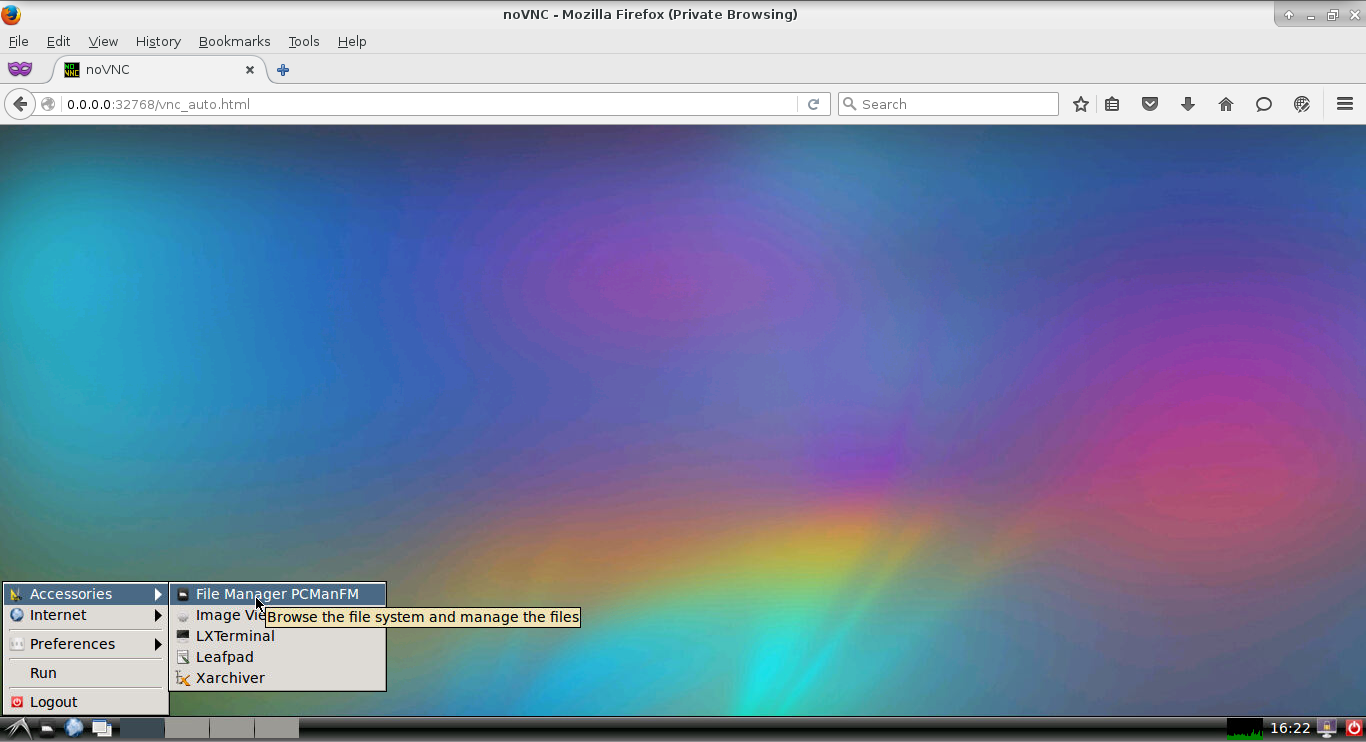 noVNC - Mozilla Firefox (Private Browsing)
File Edit View History Bookmarks Tools Help
noVNC
0.0.0.0:32768/vnc_auto.html
Search
Accessories
File Manager PCManFM
Internet
Image Vie
Browse the file system and manage the files
LXTerminal
Preferences
Leafpad
Run
Xarchiver
Logout
16:22